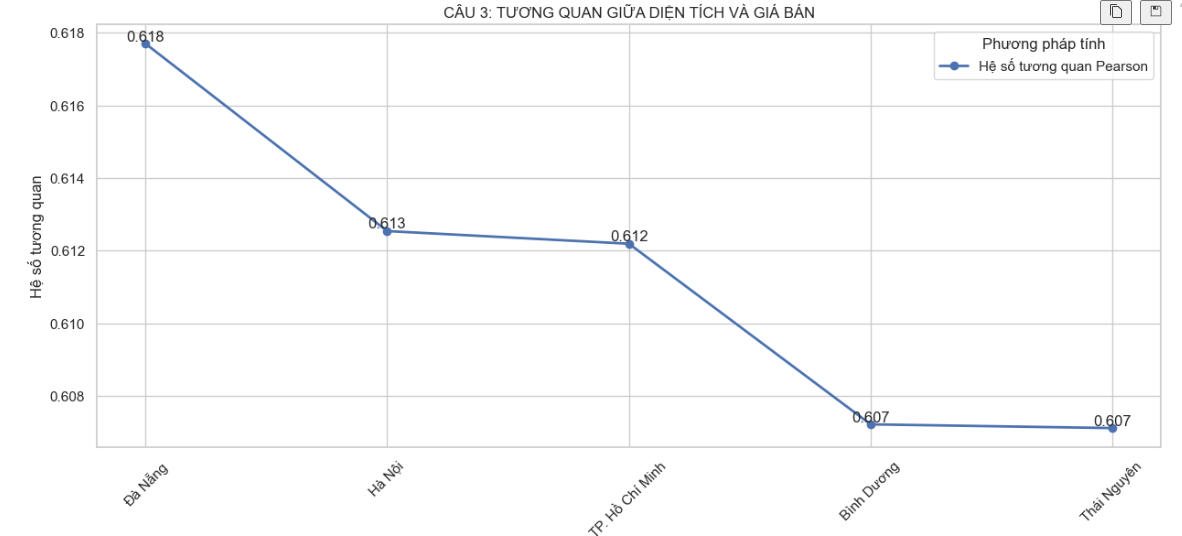 CÂU 3: TƯƠNG QUAN GIỮA DIỆN TÍCH VÀ GIÁ BÁN
Phương pháp tính
Hệ số tương quan Pearson
Hệ số tương quan
0.618
0.616
0.614
0.612
0.610
0.608
0.618
0.613
0.612
0.607
0.607
Đà Nẵng
Hà Nội
TP. Hồ Chí Minh
Bình Dương
Thái Nguyên